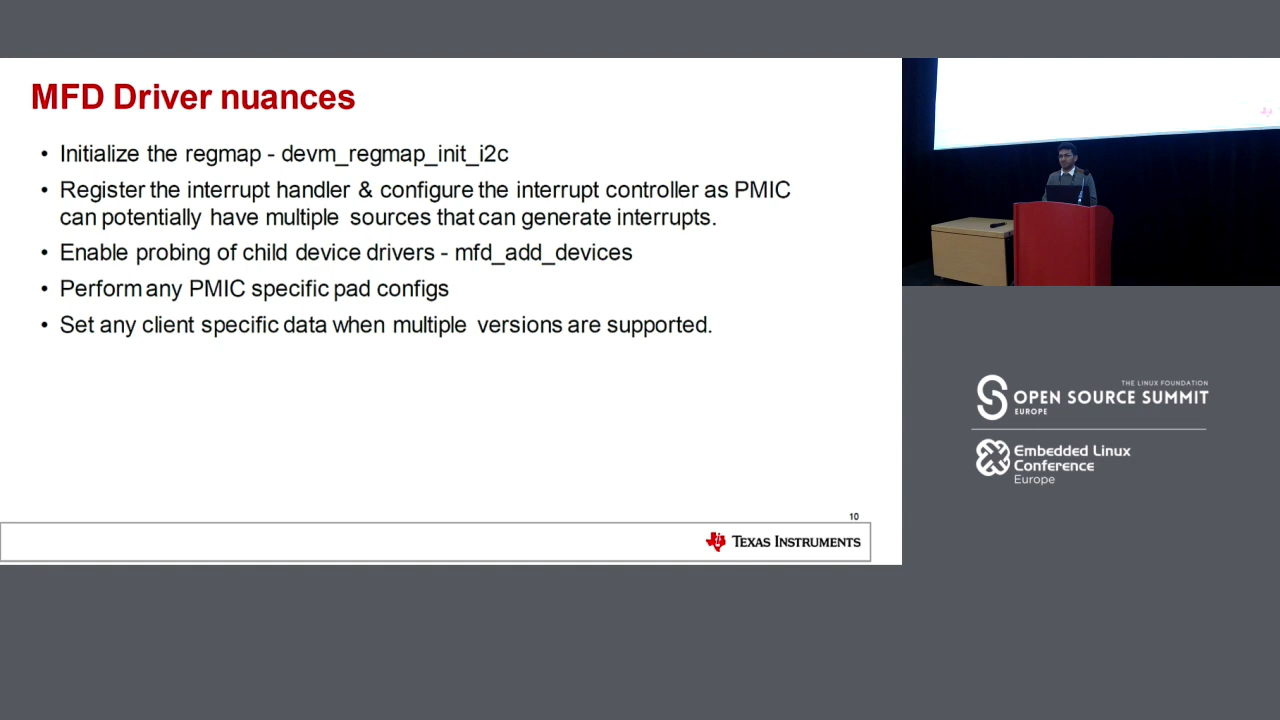 MFD Driver nuances
• Initialize the regmap - devm_regmap_init_i2c
• Register the interrupt handler & configure the interrupt controller as PMIC
can potentially have multiple sources that can generate interrupts.
• Enable probing of child device drivers - mfd_add_devices
• Perform any PMIC specific pad configs
• Set any client specific data when multiple versions are supported.
10
TEXAS INSTRUMENTS
THE LINUX FOUNDATION
OPEN SOURCE SUMMIT
EUROPE
Embedded Linux
Conference
Europe